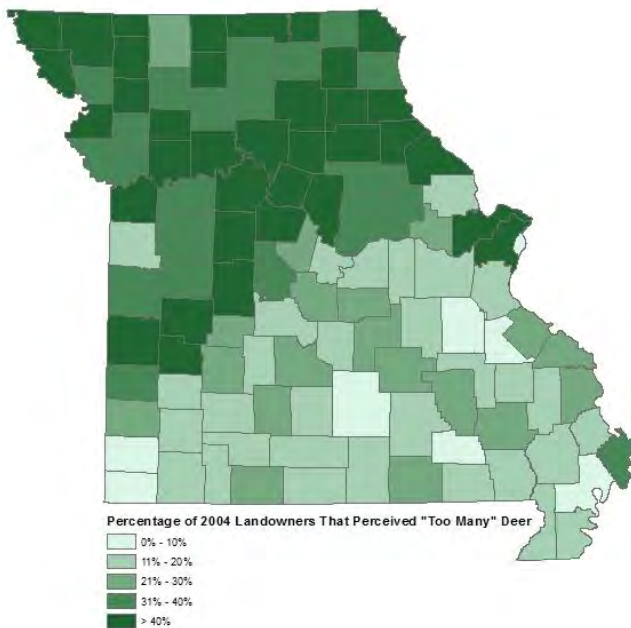 Percentage of 2004 Landowners That Perceived "Too Many" Deer
0% - 10%
11% - 20%
21% - 30%
31% - 40%
> 40%